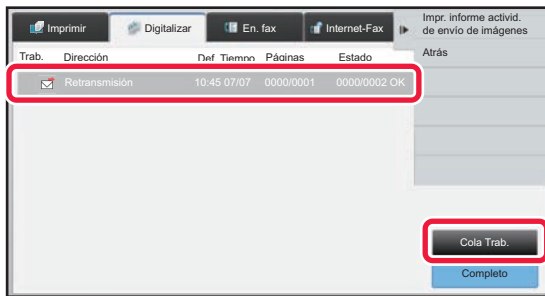 Imprimir Digitalizar En. fax Internet-Fax
Impr. informe activid.
de envío de imágenes
Atrás
Trab. Dirección Def. Tiempo Páginas Estado
Retransmisión 10:45 07/07 0000/0001 0000/0002 OK
Cola Trab.
Completo